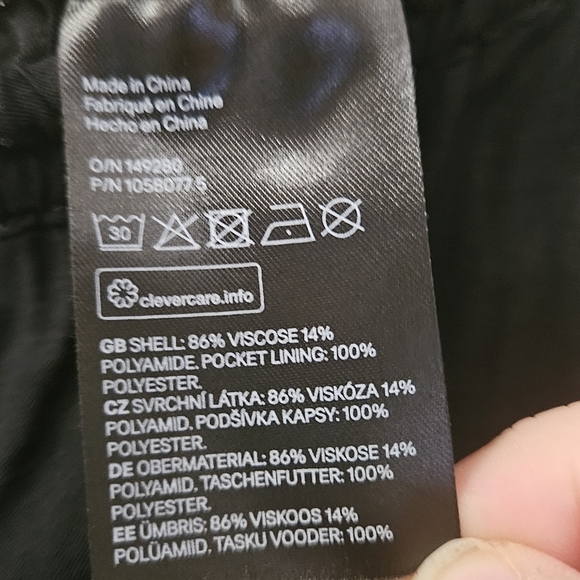 Made in China
Fabriqué en Chine
Hecho en China
O/N 149280
P/N 1058077 5
30
clevercare.info
GB SHELL: 86% VISCOSE 14%
POLYAMIDE. POCKET LINING: 100%
POLYESTER.
CZ SVRCHNÍ LÁTKA: 86% VISKÓZA 14%
POLYAMID. PODŠÍVKA KAPSY: 100%
POLYESTER.
DE OBERMATERIAL: 86% VISKOSE 14%
POLYAMID. TASCHENFUTTER: 100%
POLYESTER.
EE ÜMBRIS: 86% VISKOOS 14%
POLÜAMIID. TASKU VOODER: 100%